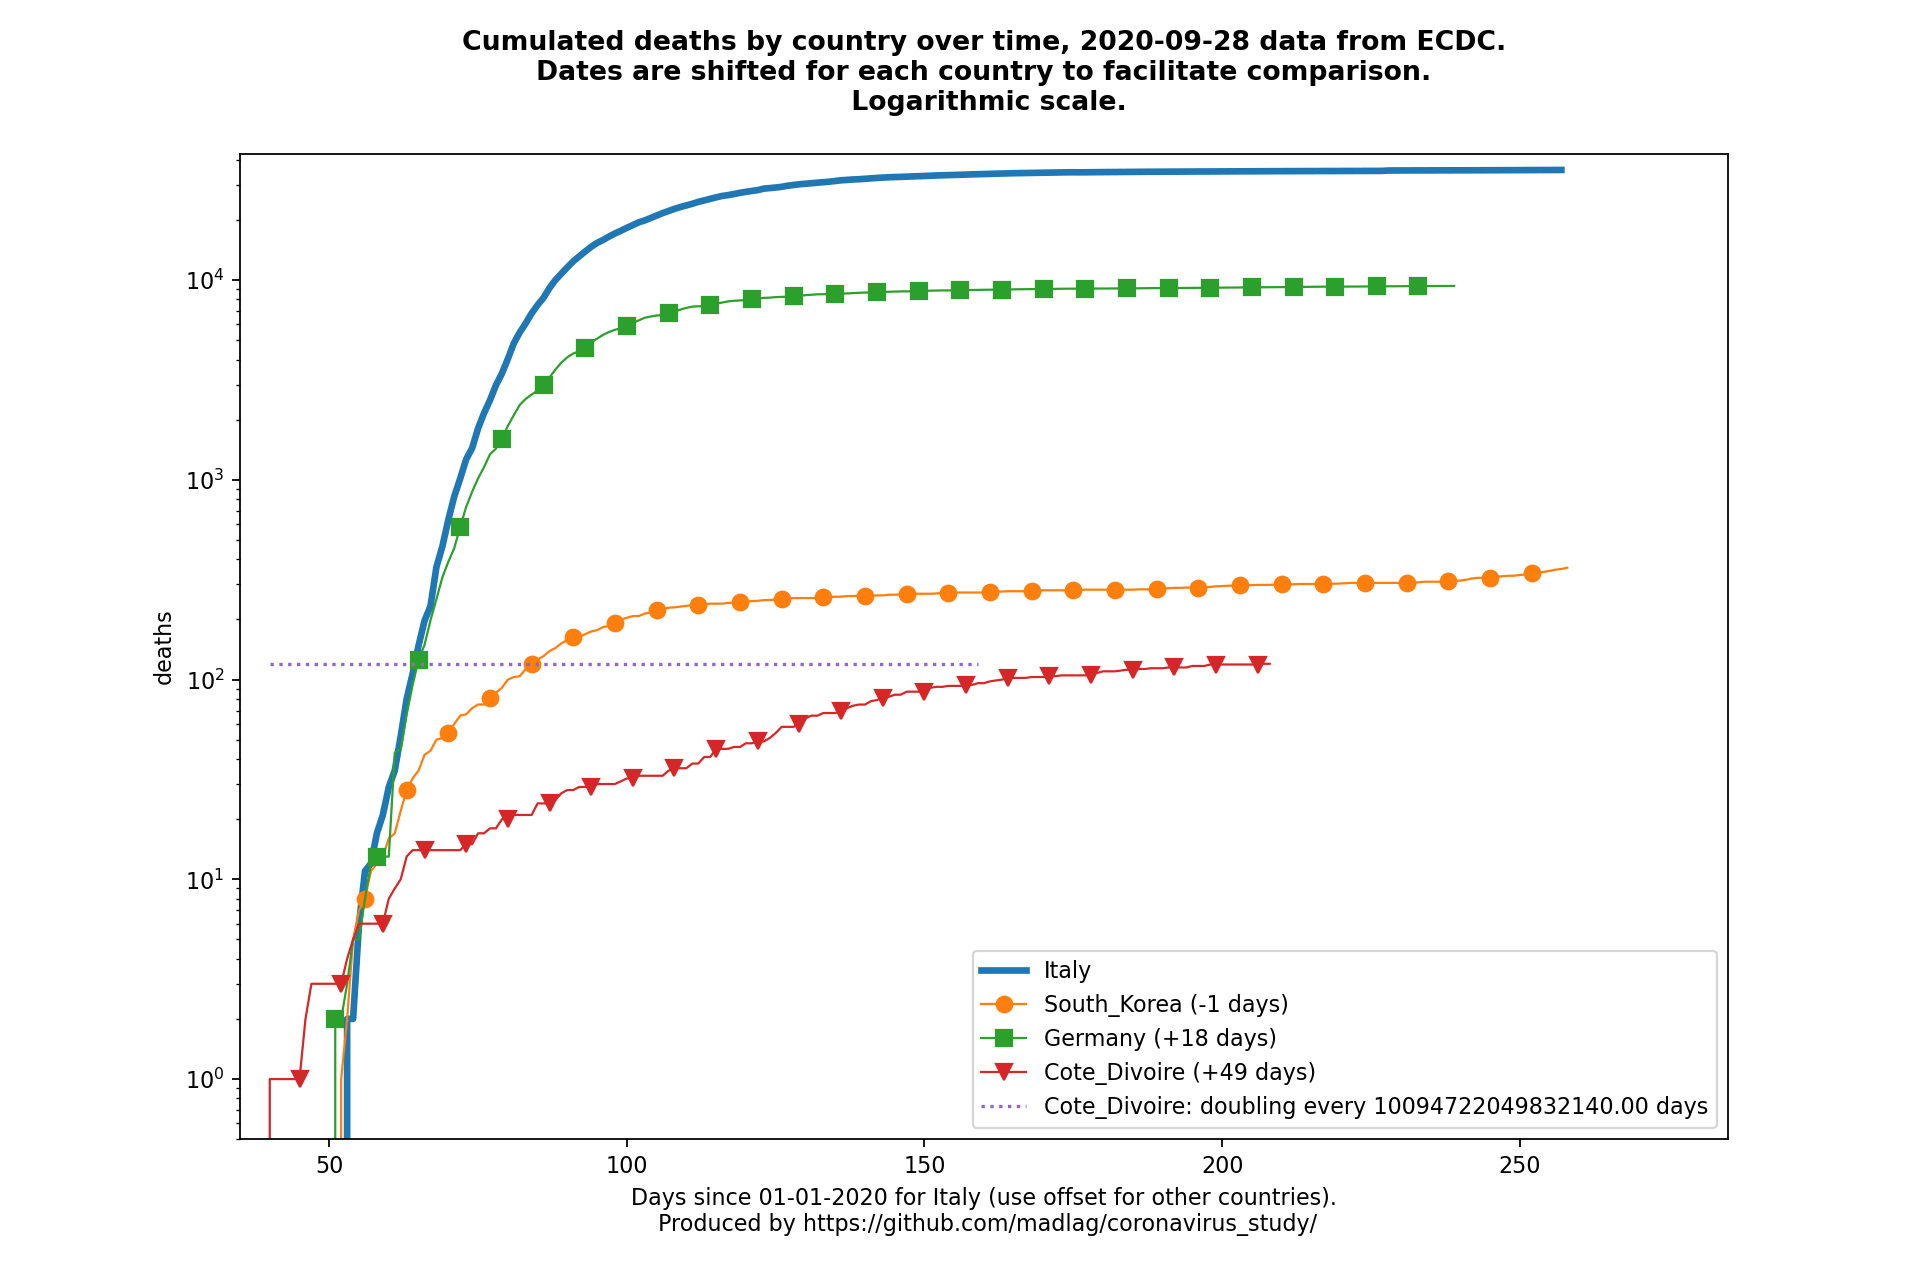 Cumulated deaths by country over time, 2020-09-28 data from ECDC.
Dates are shifted for each country to facilitate comparison.
Logarithmic scale.
deaths
10⁴
10³
10²
10¹
10⁰
50 100 150 200 250
Italy
South_Korea (-1 days)
Germany (+18 days)
Cote_Divoire (+49 days)
Cote_Divoire: doubling every 10094722049832140.00 days
Days since 01-01-2020 for Italy (use offset for other countries).
Produced by https://github.com/madlag/coronavirus_study/